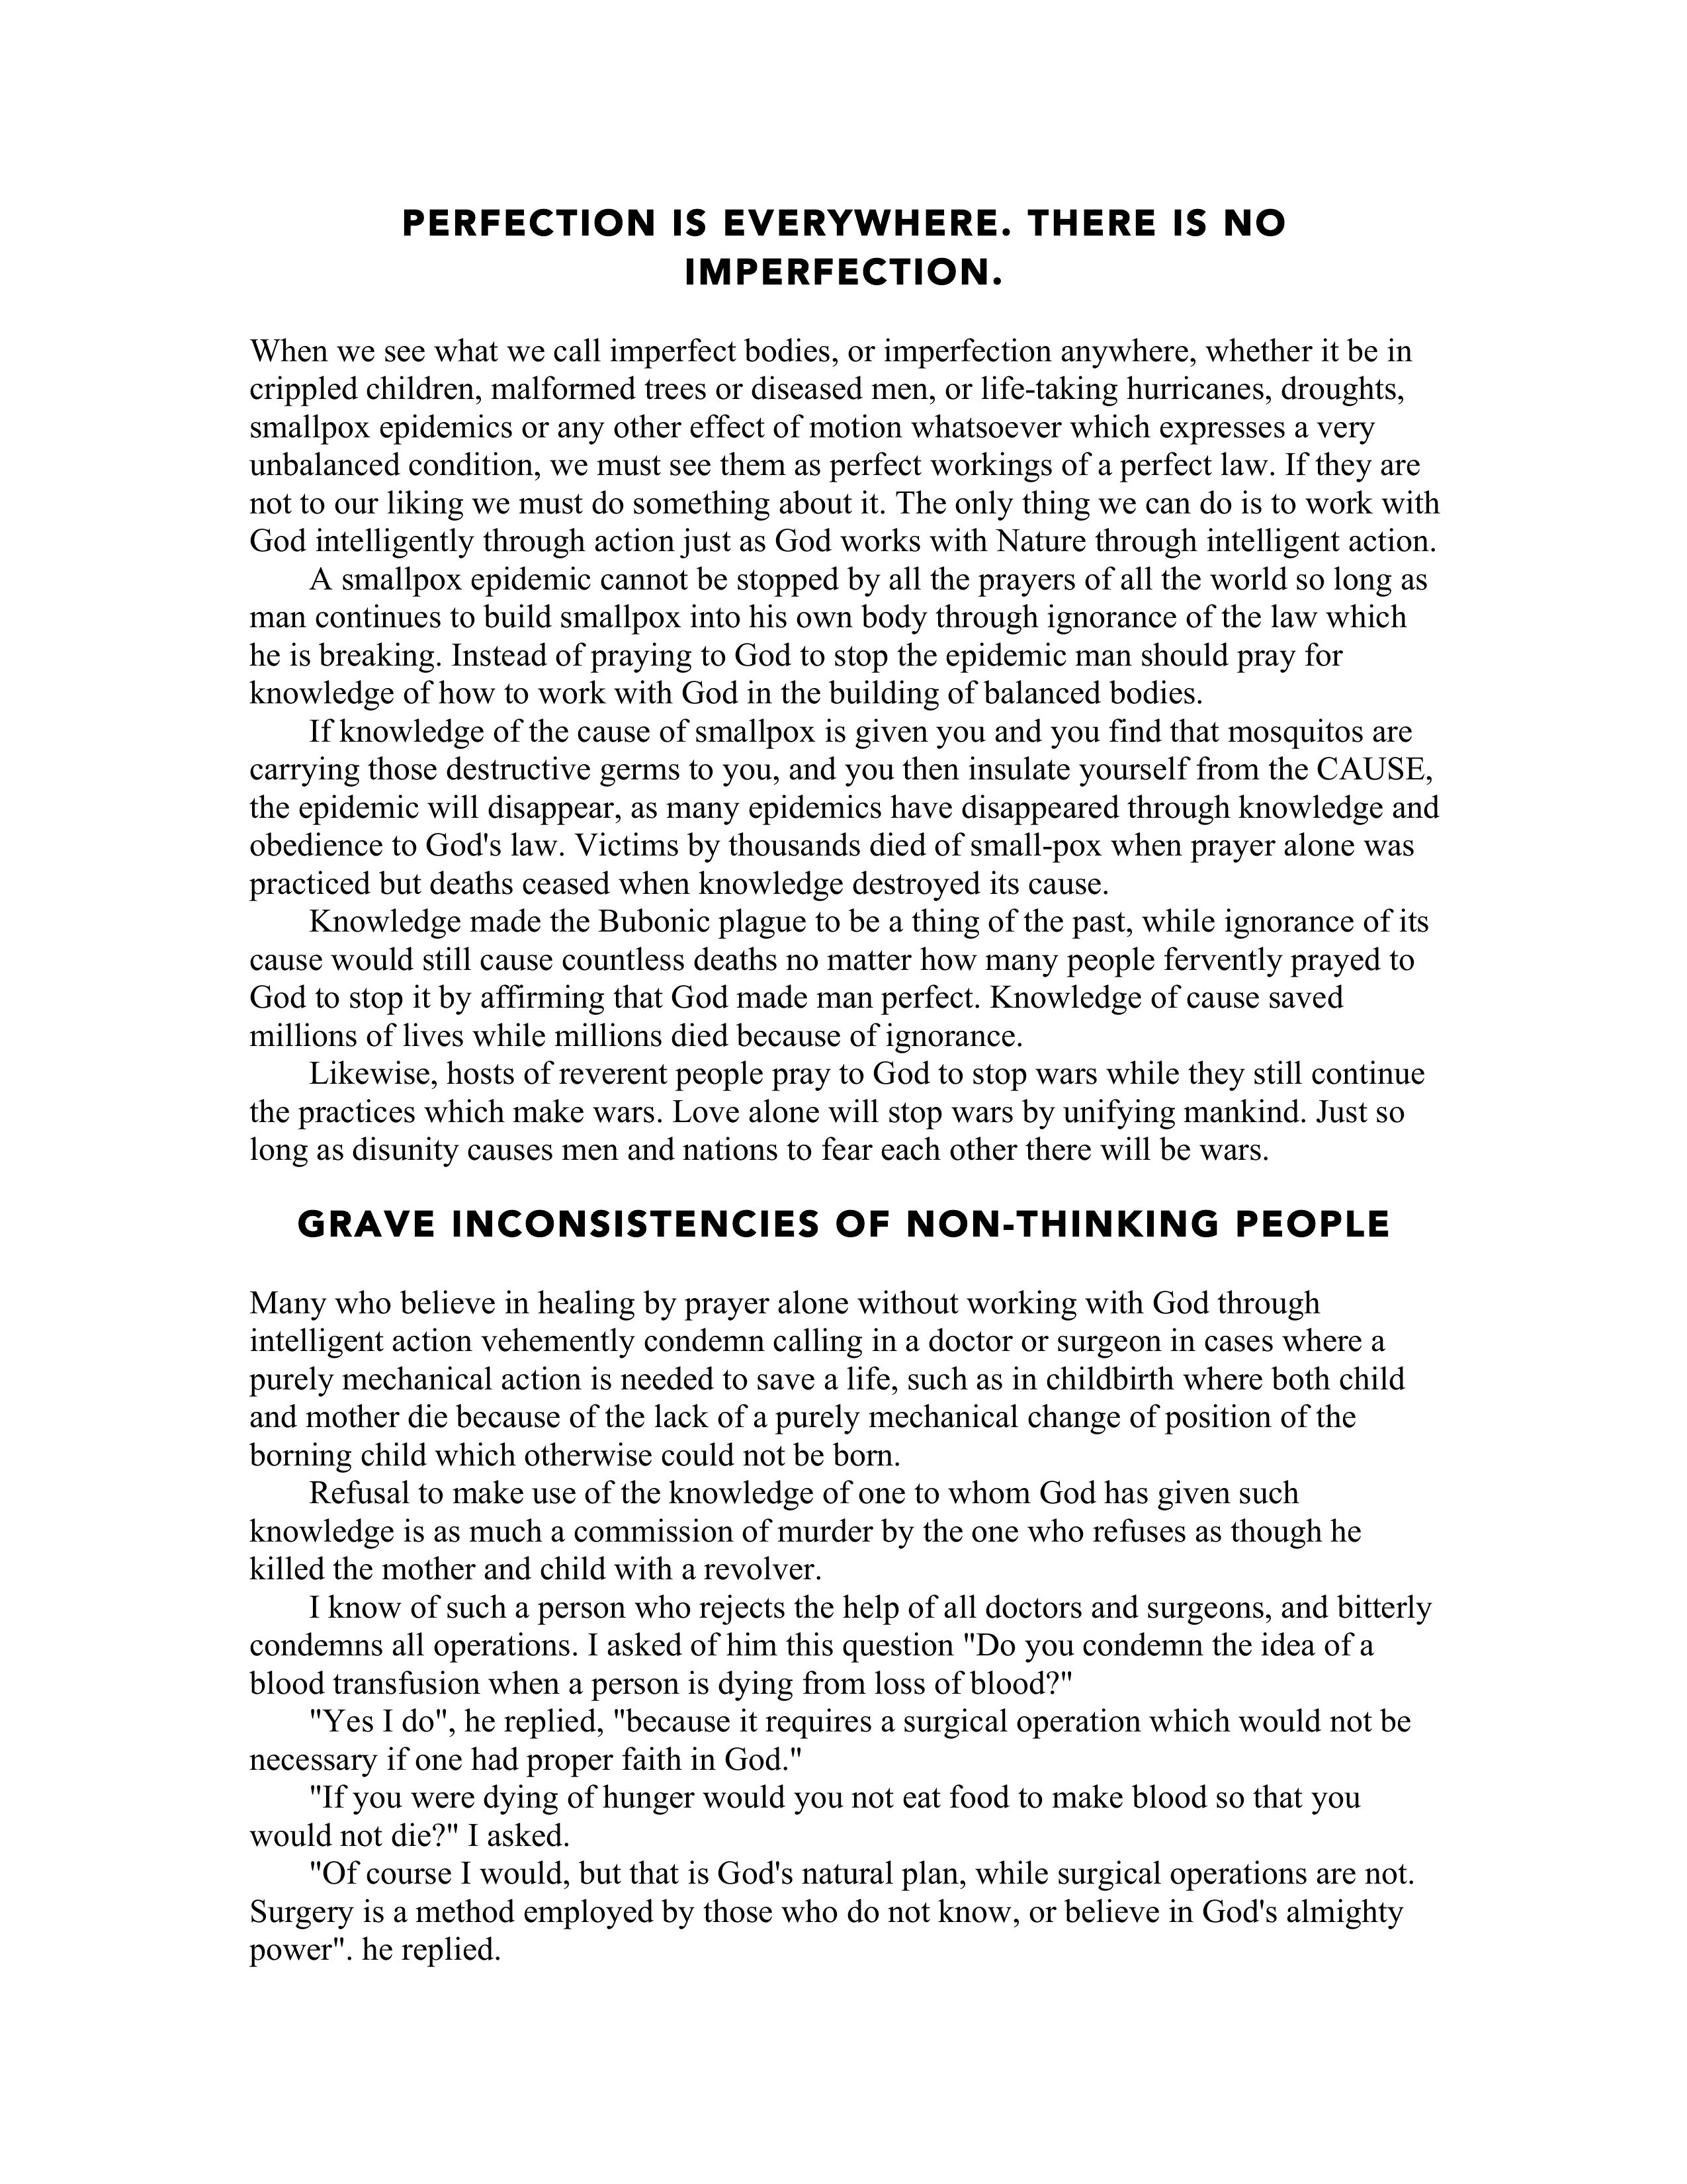 PERFECTION IS EVERYWHERE. THERE IS NO
IMPERFECTION.
When we see what we call imperfect bodies, or imperfection anywhere, whether it be in
crippled children, malformed trees or diseased men, or life-taking hurricanes, droughts,
smallpox epidemics or any other effect of motion whatsoever which expresses a very
unbalanced condition, we must see them as perfect workings of a perfect law. If they are
not to our liking we must do something about it. The only thing we can do is to work with
God intelligently through action just as God works with Nature through intelligent action.
A smallpox epidemic cannot be stopped by all the prayers of all the world so long as
man continues to build smallpox into his own body through ignorance of the law which
he is breaking. Instead of praying to God to stop the epidemic man should pray for
knowledge of how to work with God in the building of balanced bodies.
If knowledge of the cause of smallpox is given you and you find that mosquitos are
carrying those destructive germs to you, and you then insulate yourself from the CAUSE,
the epidemic will disappear, as many epidemics have disappeared through knowledge and
obedience to God's law. Victims by thousands died of small-pox when prayer alone was
practiced but deaths ceased when knowledge destroyed its cause.
Knowledge made the Bubonic plague to be a thing of the past, while ignorance of its
cause would still cause countless deaths no matter how many people fervently prayed to
God to stop it by affirming that God made man perfect. Knowledge of cause saved
millions of lives while millions died because of ignorance.
Likewise, hosts of reverent people pray to God to stop wars while they still continue
the practices which make wars. Love alone will stop wars by unifying mankind. Just so
long as disunity causes men and nations to fear each other there will be wars.
GRAVE INCONSISTENCIES OF NON-THINKING PEOPLE
Many who believe in healing by prayer alone without working with God through
intelligent action vehemently condemn calling in a doctor or surgeon in cases where a
purely mechanical action is needed to save a life, such as in childbirth where both child
and mother die because of the lack of a purely mechanical change of position of the
borning child which otherwise could not be born.
Refusal to make use of the knowledge of one to whom God has given such
knowledge is as much a commission of murder by the one who refuses as though he
killed the mother and child with a revolver.
I know of such a person who rejects the help of all doctors and surgeons, and bitterly
condemns all operations. I asked of him this question "Do you condemn the idea of a
blood transfusion when a person is dying from loss of blood?"
"Yes I do", he replied, "because it requires a surgical operation which would not be
necessary if one had proper faith in God."
"If you were dying of hunger would you not eat food to make blood so that you
would not die?" I asked.
"Of course I would, but that is God's natural plan, while surgical operations are not.
Surgery is a method employed by those who do not know, or believe in God's almighty
power". he replied.